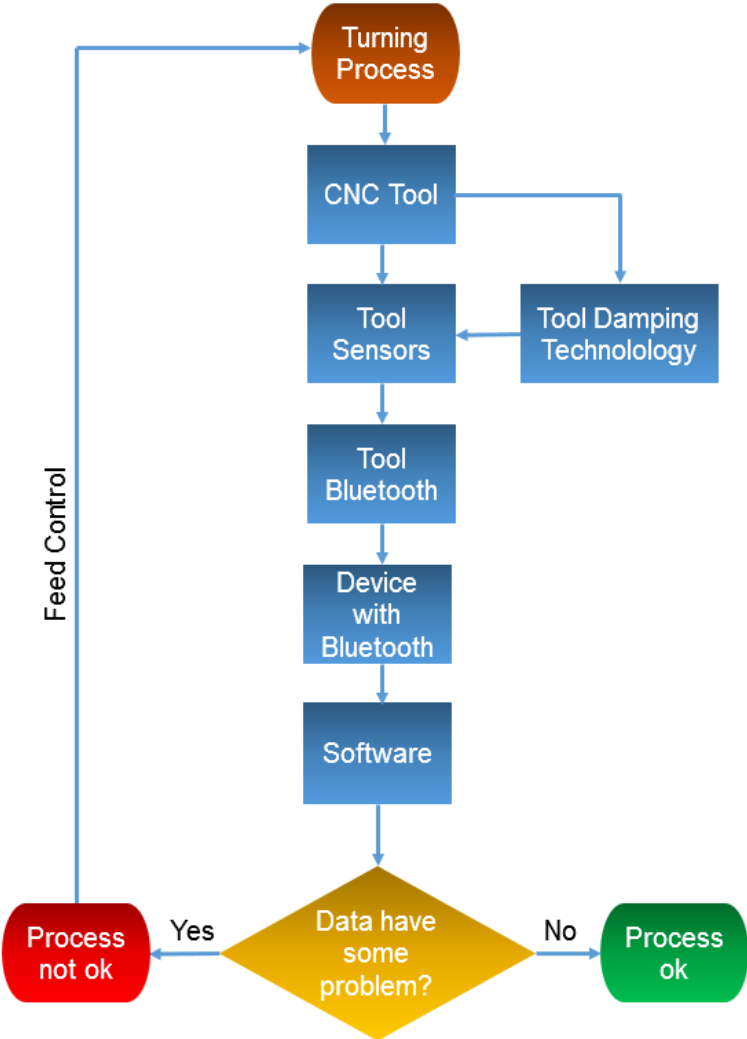 Turning
Process
CNC Tool
Tool
Sensors
Tool Damping
Technolology
Tool
Bluetooth
Feed Control
Device
with
Bluetooth
Software
Data have
some
problem?
Yes
No
Process
not ok
Process
ok